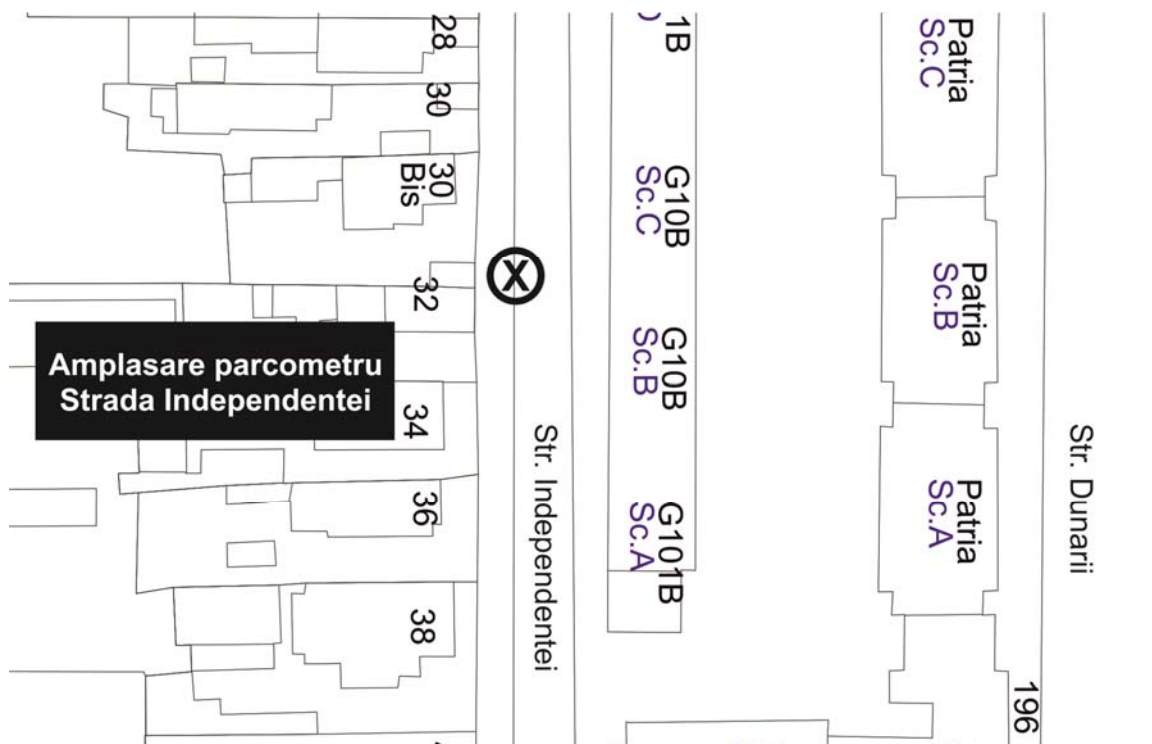 28
30
30
Bis
32
Amplasare parcometru
Strada Independentei
34
36
38
X
Str. Independentei
1B
G10B
Sc.C
G10B
Sc.B
G101B
Sc.A
Patria
Sc.C
Patria
Sc.B
Patria
Sc.A
Str. Dunarii
196